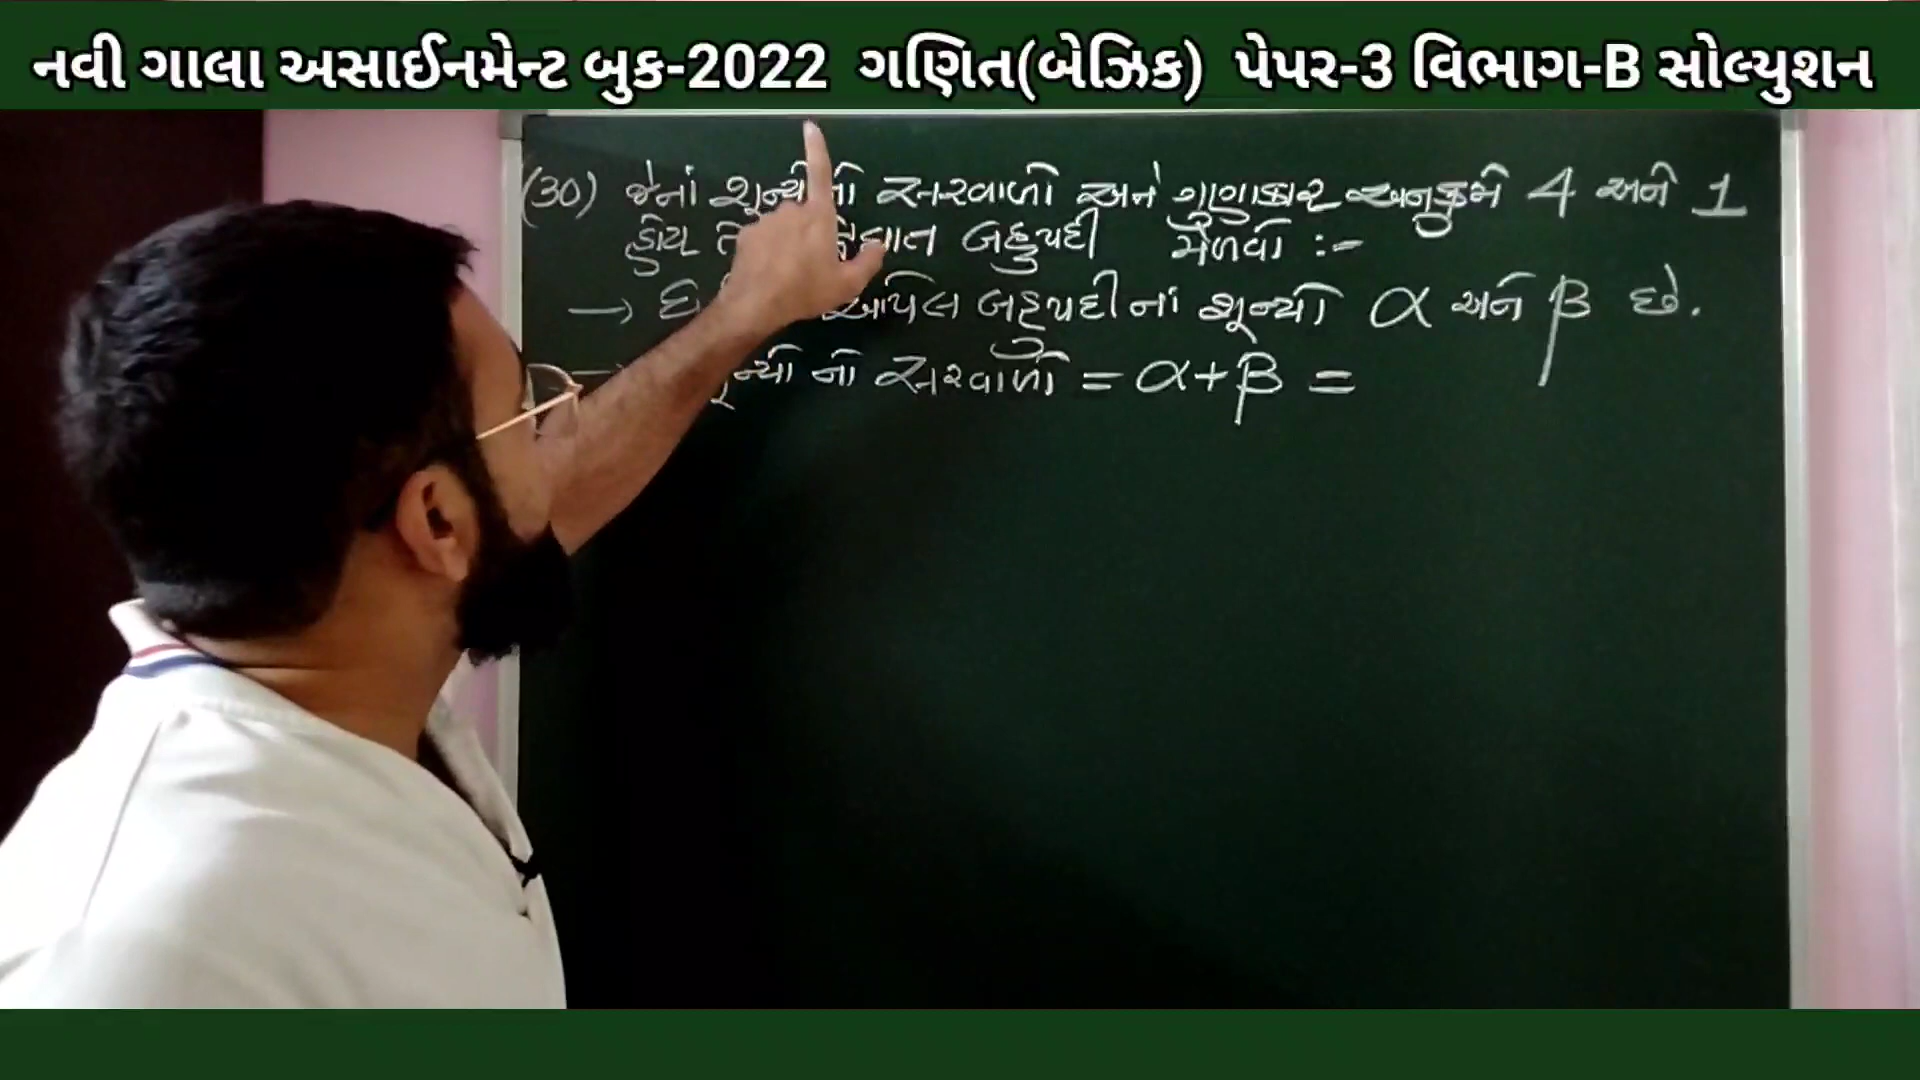 નવી ગાલા અસાઈનમેન્ટ બુક-2022 ગણિત(બેઝિક) પેપર-3 વિભાગ-B સોલ્યુશન
(30) જેનાં સરવાળો અને ગુણાકાર અનુક્રમે 4 અને 1
હોય બહુપદી મેળવો :-
→ બહુપદીનાં શૂન્યો α અને β છે.
નો સરવાળો = α+β =